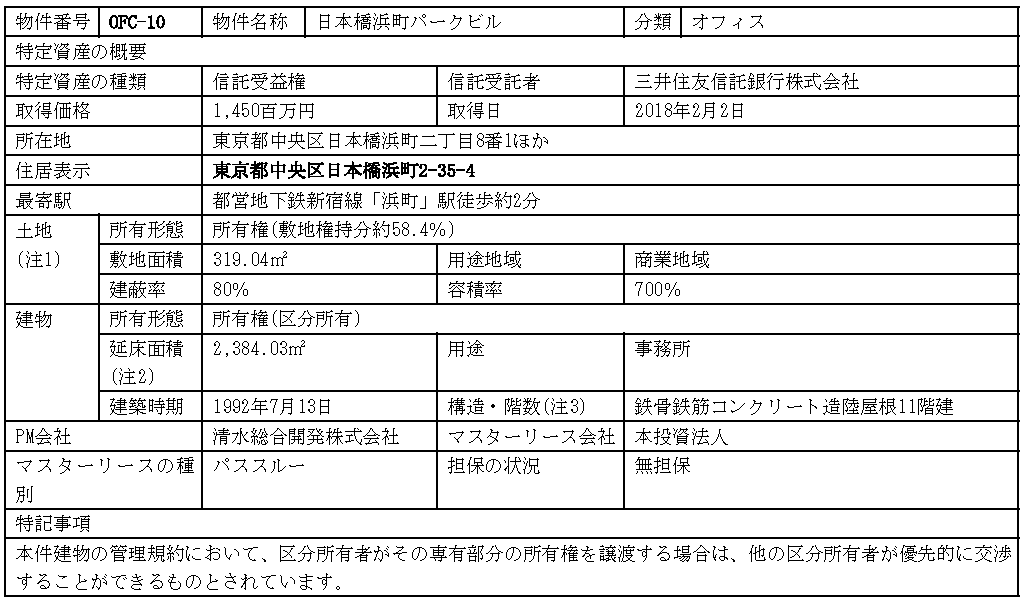 物件番号 OFC-10 物件名称 日本橋浜町パークビル 分類 オフィス
特定資産の概要
特定資産の種類 信託受益権 信託受託者 三井住友信託銀行株式会社
取得価格 1,450百万円 取得日 2018年2月2日
所在地 東京都中央区日本橋浜町二丁目8番1ほか
住居表示 東京都中央区日本橋浜町2-35-4
最寄駅 都営地下鉄新宿線「浜町」駅徒歩約2分
土地 所有形態 所有権(敷地権持分約58.4%)
(注1) 敷地面積 319.04㎡ 用途地域 商業地域
建蔽率 80% 容積率 700%
建物 所有形態 所有権(区分所有)
延床面積 2,384.03㎡ 用途 事務所
(注2)
建築時期 1992年7月13日 構造・階数(注3) 鉄骨鉄筋コンクリート造陸屋根11階建
PM会社 清水総合開発株式会社 マスターリース会社 本投資法人
マスターリースの種 パススルー 担保の状況 無担保
別
特記事項
本件建物の管理規約において、区分所有者がその専有部分の所有権を譲渡する場合は、他の区分所有者が優先的に交渉
することができるものとされています。